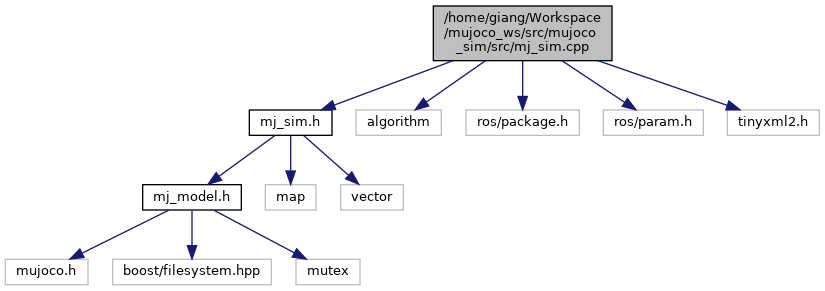 /home/giang/Workspace
/mujoco_ws/src/mujoco
_sim/src/mj_sim.cpp
mj_sim.h
algorithm
ros/package.h
ros/param.h
tinyxml2.h
mj_model.h
map
vector
mujoco.h
boost/filesystem.hpp
mutex